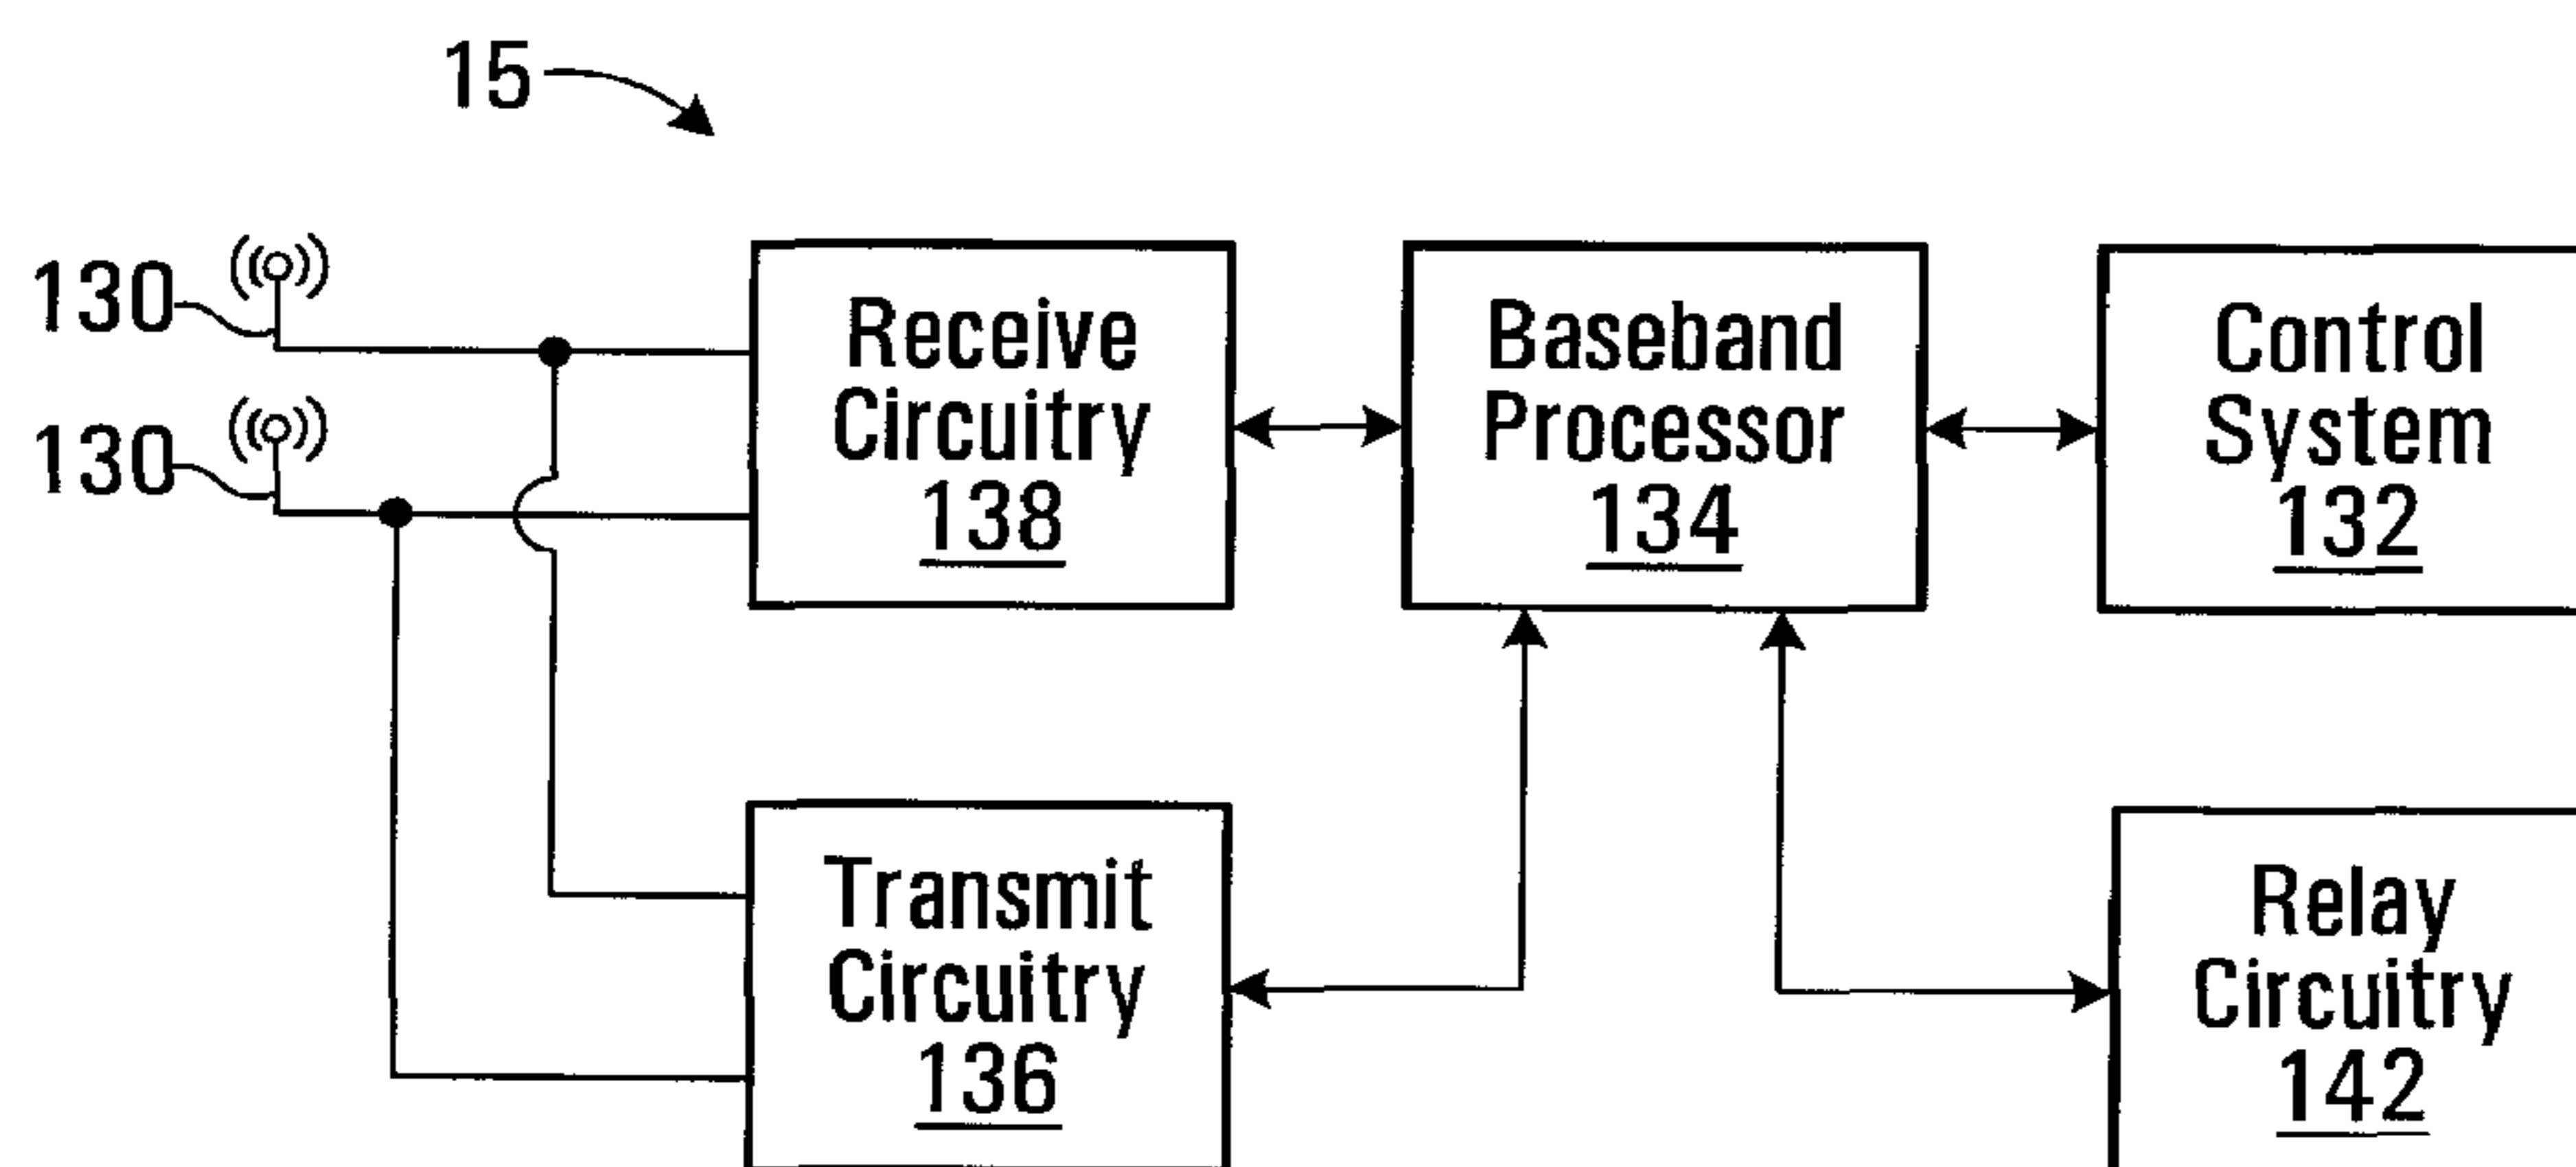 15
130
130
Receive
Circuitry
138
Baseband
Processor
134
Control
System
132
Transmit
Circuitry
136
Relay
Circuitry
142